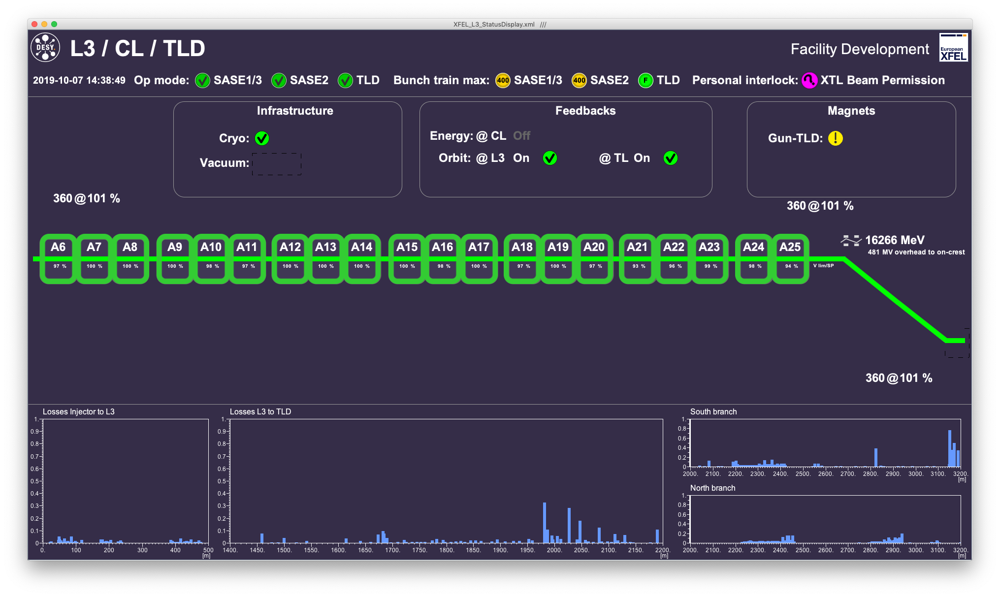 XFEL_L3_StatusDisplay.xml ///
DESY.
L3 / CL / TLD
Facility Development
European
XFEL
2019-10-07 14:38:49 Op mode: SASE1/3 SASE2 TLD Bunch train max: 400 SASE1/3 400 SASE2 F TLD Personal interlock: ? XTL Beam Permission
Infrastructure
Cryo:
Vacuum:
Feedbacks
Energy: @ CL Off
Orbit: @ L3 On @ TL On
Magnets
Gun-TLD: !
360@101 %
360@101 %
A6 A7 A8 A9 A10 A11 A12 A13 A14 A15 A16 A17 A18 A19 A20 A21 A22 A23 A24 A25
97 % 100 % 100 % 100 % 98 % 97 % 100 % 100 % 100 % 100 % 98 % 100 % 97 % 100 % 97 % 93 % 96 % 99 % 98 % 94 % V lim/SP
16266 MeV
481 MV overhead to on-crest
360@101 %
Losses Injector to L3
1.
0.9
0.8
0.7
0.6
0.5
0.4
0.3
0.2
0.1
0
0. 100 200 300 400 500
[m]
Losses L3 to TLD
1.
0.9
0.8
0.7
0.6
0.5
0.4
0.3
0.2
0.1
0
1400. 1450. 1500. 1550. 1600. 1650. 1700. 1750. 1800. 1850. 1900. 1950. 2000. 2050. 2100. 2150. 2200.
[m]
South branch
1.
0.8
0.6
0.4
0.2
0
2000. 2100. 2200. 2300. 2400. 2500. 2600. 2700. 2800. 2900. 3000. 3100. 3200.
[m]
North branch
1.
0.8
0.6
0.4
0.2
0
2000. 2100. 2200. 2300. 2400. 2500. 2600. 2700. 2800. 2900. 3000. 3100. 3200.
[m]